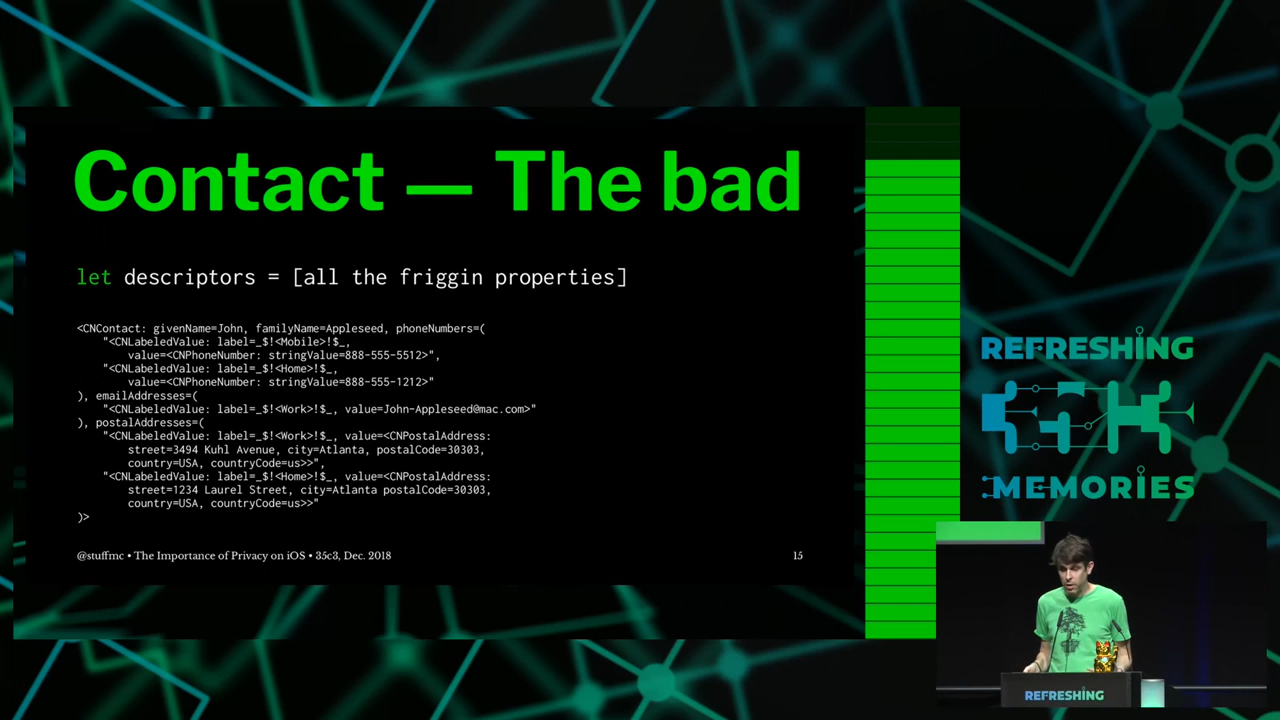 Contact — The bad
let descriptors = [all the friggin properties]
<CNContact: givenName=John, familyName=Appleseed, phoneNumbers=(
"<CNLabeledValue: label=_$!<Mobile>!$_,
value=<CNPhoneNumber: stringValue=888-555-5512>",
"<CNLabeledValue: label=_$!<Home>!$_,
value=<CNPhoneNumber: stringValue=888-555-1212>"
), emailAddresses=(
"<CNLabeledValue: label=_$!<Work>!$_, value=John-Appleseed@mac.com>"
), postalAddresses=(
"<CNLabeledValue: label=_$!<Work>!$_, value=<CNPostalAddress:
street=3494 Kuhl Avenue, city=Atlanta, postalCode=30303,
country=USA, countryCode=us>>",
"<CNLabeledValue: label=_$!<Home>!$_, value=<CNPostalAddress:
street=1234 Laurel Street, city=Atlanta postalCode=30303,
country=USA, countryCode=us>>"
)>
@stuffmc • The Importance of Privacy on iOS • 35c3, Dec. 2018
15
REFRESHING
35C3
MEMORIES
REFRESHING